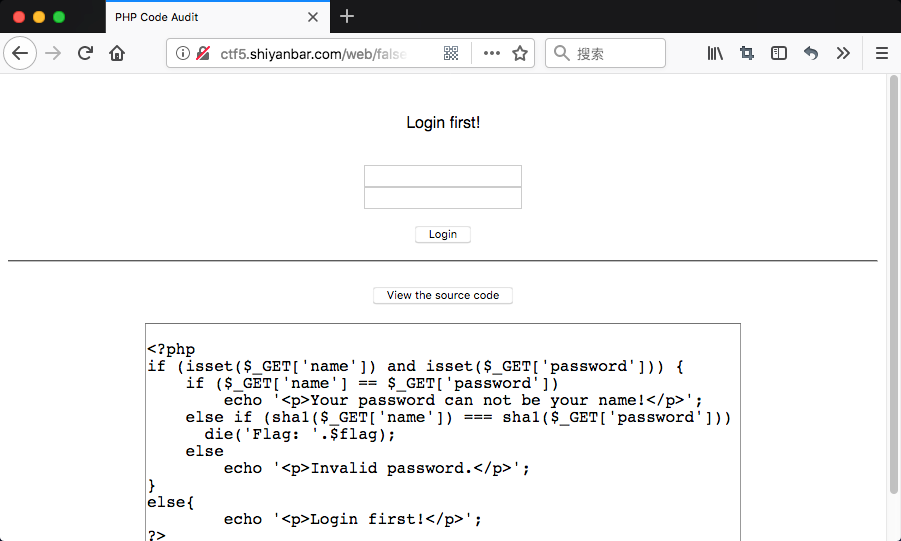 PHP Code Audit
ctf5.shiyanbar.com/web/false
搜索
Login first!
Login
View the source code
<?php
if (isset($_GET['name']) and isset($_GET['password'])) {
    if ($_GET['name'] == $_GET['password'])
        echo '<p>Your password can not be your name!</p>';
    else if (sha1($_GET['name']) === sha1($_GET['password']))
      die('Flag: '.$flag);
    else
        echo '<p>Invalid password.</p>';
}
else{
        echo '<p>Login first!</p>';
?>